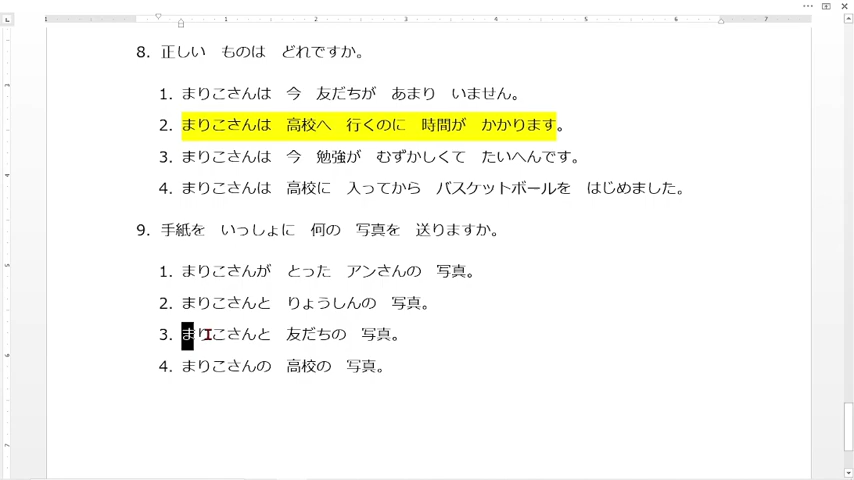 8. 正しい　ものは　どれですか。
1. まりこさんは　今　友だちが　あまり　いません。
2. まりこさんは　高校へ　行くのに　時間が　かかります。
3. まりこさんは　今　勉強が　むずかしくて　たいへんです。
4. まりこさんは　高校に　入ってから　バスケットボールを　はじめました。
9. 手紙を　いっしょに　何の　写真を　送りますか。
1. まりこさんが　とった　アンさんの　写真。
2. まりこさんと　りょうしんの　写真。
3. まりこさんと　友だちの　写真。
4. まりこさんの　高校の　写真。